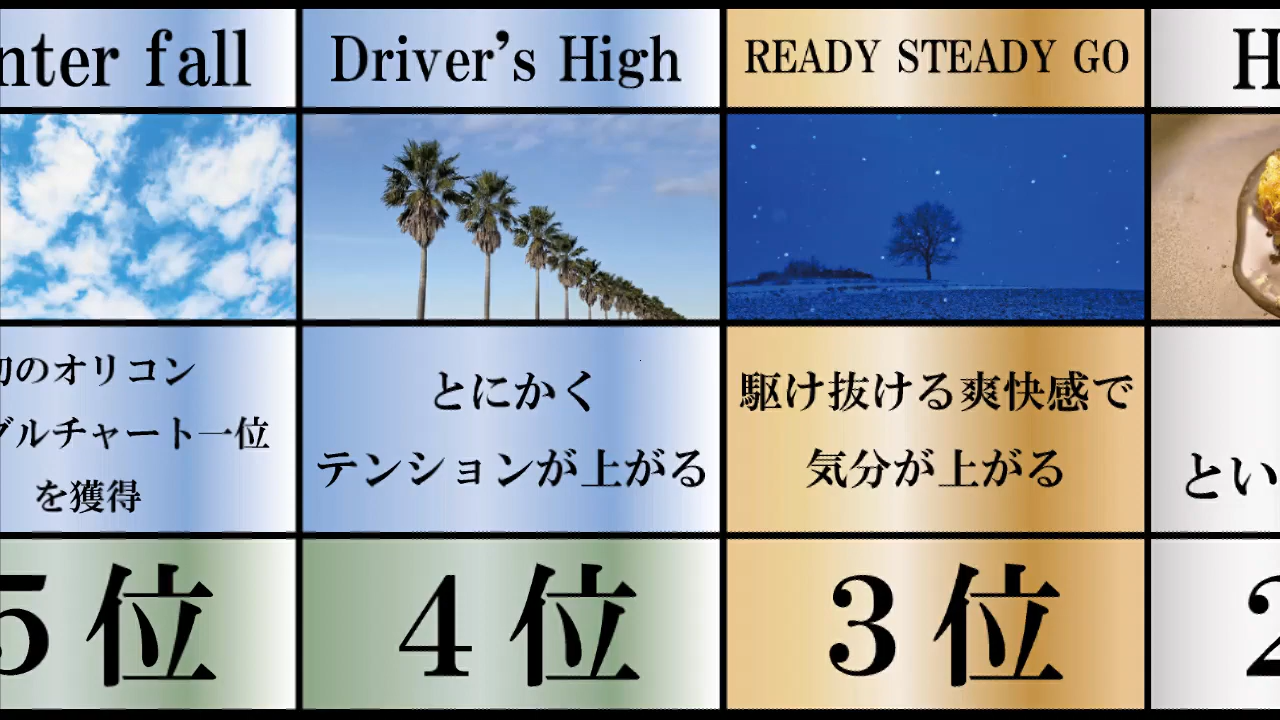 nter fall
Driver’s High
READY STEADY GO
H
のオリコン
グルチャート一位
を獲得
とにかく
テンションが上がる
駆け抜ける爽快感で
気分が上がる
とい
5位
4位
3位
2